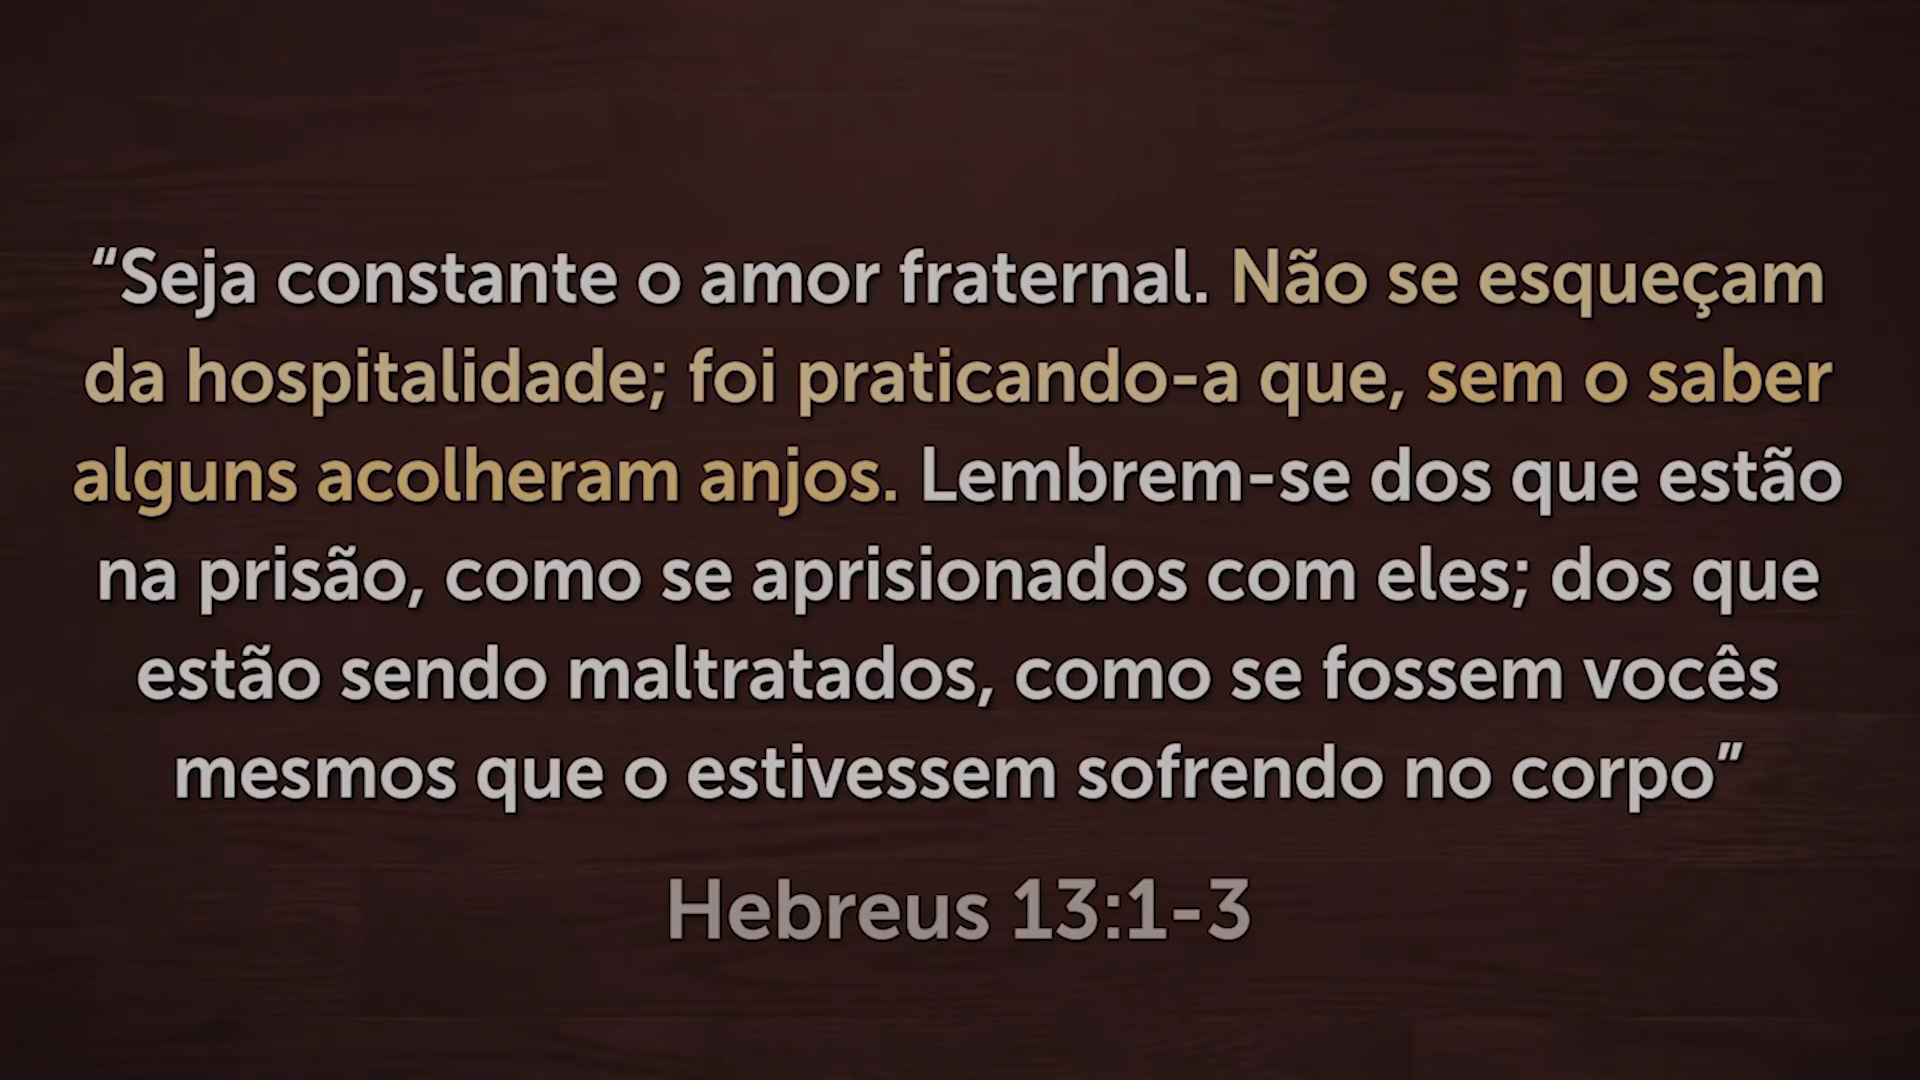 “Seja constante o amor fraternal. Não se esqueçam
da hospitalidade; foi praticando-a que, sem o saber
alguns acolheram anjos. Lembrem-se dos que estão
na prisão, como se aprisionados com eles; dos que
estão sendo maltratados, como se fossem vocês
mesmos que o estivessem sofrendo no corpo”
Hebreus 13:1-3